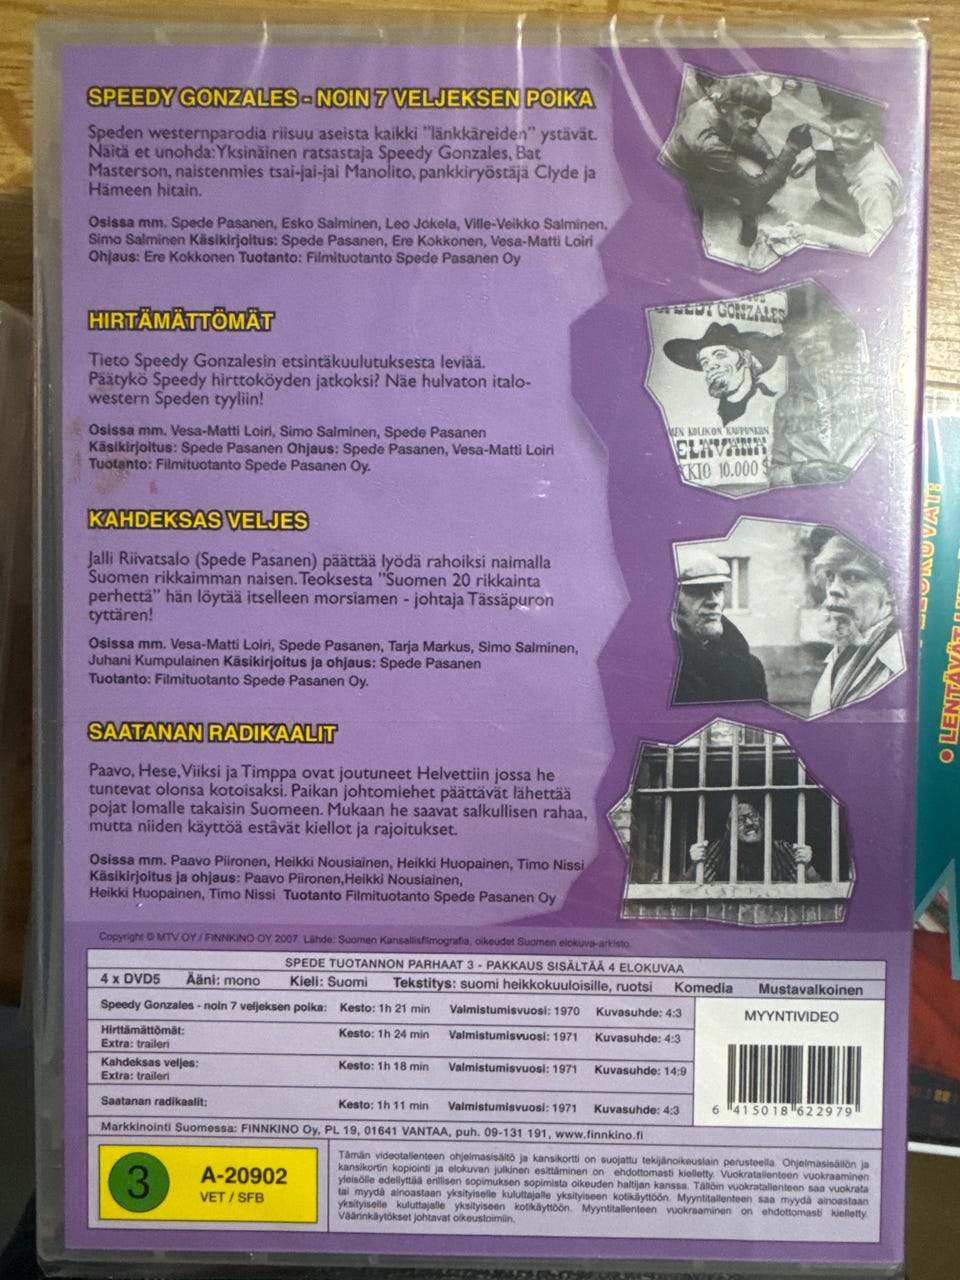 SPEEDY GONZALES - NOIN 7 VELJEKSEN POIKA
Speden westernparodia riisuu aseista kaikki "länkkäreiden" ystävät.
Näitä et unohda: Yksinäinen ratsastaja Speedy Gonzales, Bat
Masterson, naistenmies tsai-jai-jai Manolito, pankkiryöstäjä Clyde ja
Hämeen hitain.
Osissa mm. Spede Pasanen, Esko Salminen, Leo Jokela, Ville-Veikko Salminen,
Simo Salminen Käsikirjoitus: Spede Pasanen, Ere Kokkonen, Vesa-Matti Loiri
Ohjaus: Ere Kokkonen Tuotanto: Filmituotanto Spede Pasanen Oy
HIRTÄMÄTTÖMÄT
Tieto Speedy Gonzalesin etsintäkuulutuksesta leviää.
Päätykö Speedy hirttoköyden jatkoksi? Näe hulvaton italo-
western Speden tyyliin!
Osissa mm. Vesa-Matti Loiri, Simo Salminen, Spede Pasanen
Käsikirjoitus: Spede Pasanen Ohjaus: Spede Pasanen, Vesa-Matti Loiri
Tuotanto: Filmituotanto Spede Pasanen Oy.
SPEEDY GONZALES
KOLIKON KAUPUNKIIN
ELÄVÄNÄ
KKIO 10.000 $
KAHDEKSAS VELJES
Jalli Riivatsalo (Spede Pasanen) päättää lyödä rahoiksi naimalla
Suomen rikkaimman naisen. Teoksesta "Suomen 20 rikkainta
perhettä" hän löytää itselleen morsiamen - johtaja Tässäpuron
tyttären!
Osissa mm. Vesa-Matti Loiri, Spede Pasanen, Tarja Markus, Simo Salminen,
Juhani Kumpulainen Käsikirjoitus ja ohjaus: Spede Pasanen
Tuotanto: Filmituotanto Spede Pasanen Oy.
SAATANAN RADIKAALIT
Paavo, Hese, Viiksi ja Timppa ovat joutuneet Helvettiin jossa he
tuntevat olonsa kotoisaksi. Paikan johtomiehet päättävät lähettää
pojat lomalle takaisin Suomeen. Mukaan he saavat salkullisen rahaa,
mutta niiden käyttöä estävät kiellot ja rajoitukset.
Osissa mm. Paavo Piironen, Heikki Nousiainen, Heikki Huopainen, Timo Nissi
Käsikirjoitus ja ohjaus: Paavo Piironen,Heikki Nousiainen,
Heikki Huopainen, Timo Nissi Tuotanto Filmituotanto Spede Pasanen Oy
Copyright © MTV OY / FINNKINO OY 2007. Lähde: Suomen Kansallisfilmografia, oikeudet Suomen elokuva-arkisto.
SPEDE TUOTANNON PARHAAT 3 - PAKKAUS SISÄLTÄÄ 4 ELOKUVAA
4 x DVD5 Ääni: mono Kieli: Suomi Tekstitys: suomi heikkokuuloisille, ruotsi Komedia Mustavalkoinen
Speedy Gonzales - noin 7 veljeksen poika: Kesto: 1h 21 min Valmistumisvuosi: 1970 Kuvasuhde: 4:3
Hirttämättömät:
Extra: traileri Kesto: 1h 24 min Valmistumisvuosi: 1971 Kuvasuhde: 4:3
Kahdeksas veljes:
Extra: traileri Kesto: 1h 18 min Valmistumisvuosi: 1971 Kuvasuhde: 14:9
Saatanan radikaalit: Kesto: 1h 11 min Valmistumisvuosi: 1971 Kuvasuhde: 4:3
MYYNTIVIDEO
6 415018 622979
Markkinointi Suomessa: FINNKINO Oy, PL 19, 01641 VANTAA, puh. 09-131 191, www.finnkino.fi
3
A-20902
VET / SFB
Tämän videotallenteen ohjelmasisältö ja kansikortti on suojattu tekijänoikeuslain perusteella. Ohjelmasisällön ja
kansikortin kopiointi ja elokuvan julkinen esittäminen on ehdottomasti kielletty. Vuokratallenteen vuokraaminen
yleisölle edellyttää erillisen sopimuksen sopimista oikeuden haltijan kanssa. Tällöin vuokratallenteen saa vuokrata
tai myydä ainoastaan yksityiselle kuluttajalle yksityiseen kotikäyttöön. Myyntitallenteen saa myydä ainoastaan
yksityiselle kuluttajalle yksityiseen kotikäyttöön. Myyntitallenteen vuokraaminen on ehdottomasti kielletty.
Väärinkäytökset johtavat oikeustoimiin.
ELOKUVAT:
• LENTÄVÄT